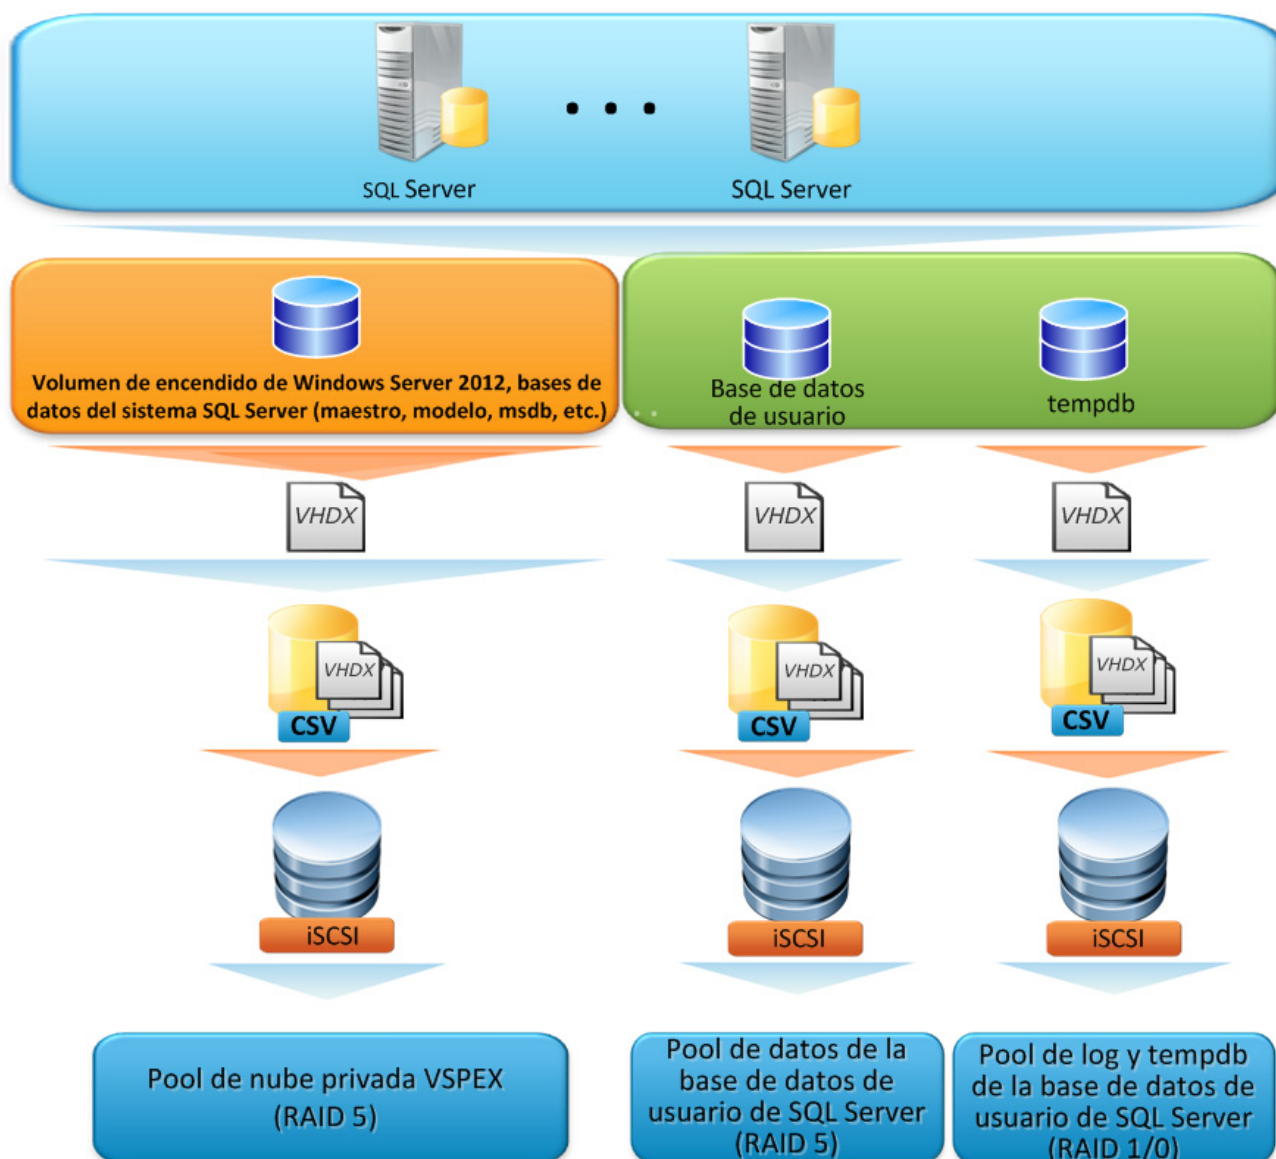 SQL Server
SQL Server
Volumen de encendido de Windows Server 2012, bases de
datos del sistema SQL Server (maestro, modelo, msdb, etc.)
Base de datos
de usuario
tempdb
VHDX
VHDX
VHDX
VHDX
CSV
VHDX
CSV
VHDX
CSV
iSCSI
iSCSI
iSCSI
Pool de nube privada VSPEX
(RAID 5)
Pool de datos de la
base de datos de
usuario de SQL Server
(RAID 5)
Pool de log y tempdb
de la base de datos de
usuario de SQL Server
(RAID 1/0)